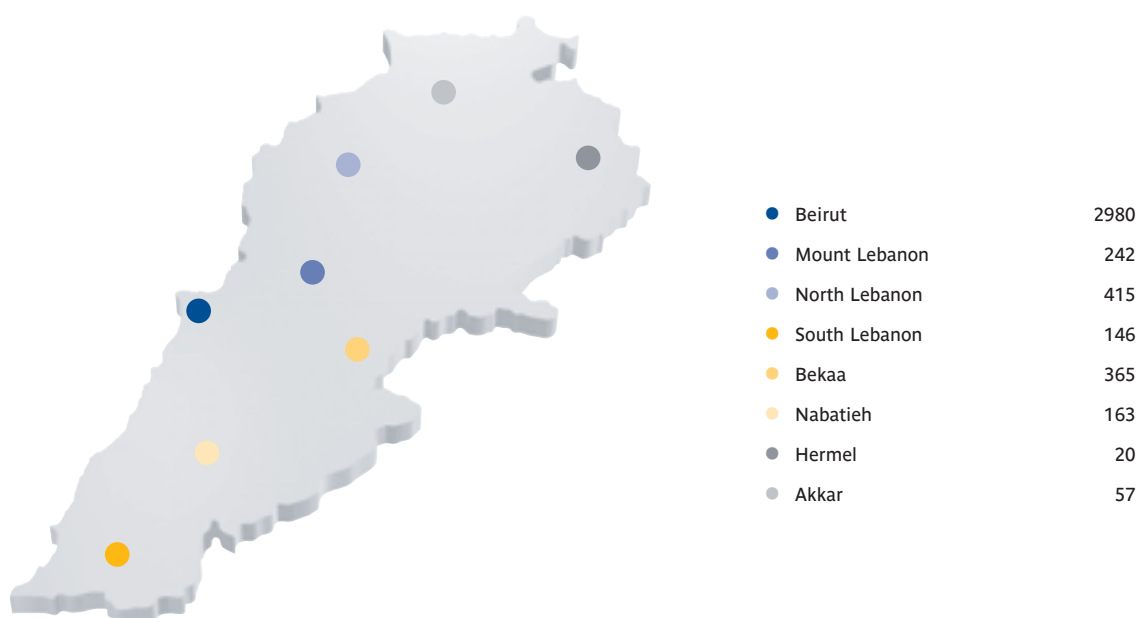 Beirut 2980
Mount Lebanon 242
North Lebanon 415
South Lebanon 146
Bekaa 365
Nabatieh 163
Hermel 20
Akkar 57